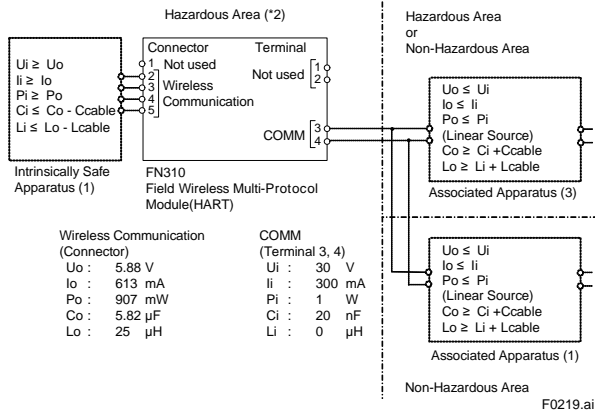 Hazardous Area (*2)
Hazardous Area
or
Non-Hazardous Area
Ui ≥ Uo
Ii ≥ Io
Pi ≥ Po
Ci ≤ Co - Ccable
Li ≤ Lo - Lcable
Intrinsically Safe
Apparatus (1)
Connector
1 Not used
2
3
4
5
Wireless
Communication
Terminal
Not used
1
2
COMM
3
4
FN310
Field Wireless Multi-Protocol
Module(HART)
Uo ≤ Ui
Io ≤ Ii
Po ≤ Pi
(Linear Source)
Co ≥ Ci +Ccable
Lo ≥ Li + Lcable
Associated Apparatus (3)
Wireless Communication
(Connector)
Uo : 5.88 V
Io : 613 mA
Po : 907 mW
Co : 5.82 µF
Lo : 25 µH
COMM
(Terminal 3, 4)
Ui : 30 V
Ii : 300 mA
Pi : 1 W
Ci : 20 nF
Li : 0 µH
Uo ≤ Ui
Io ≤ Ii
Po ≤ Pi
(Linear Source)
Co ≥ Ci +Ccable
Lo ≥ Li + Lcable
Associated Apparatus (1)
Non-Hazardous Area
F0219.ai